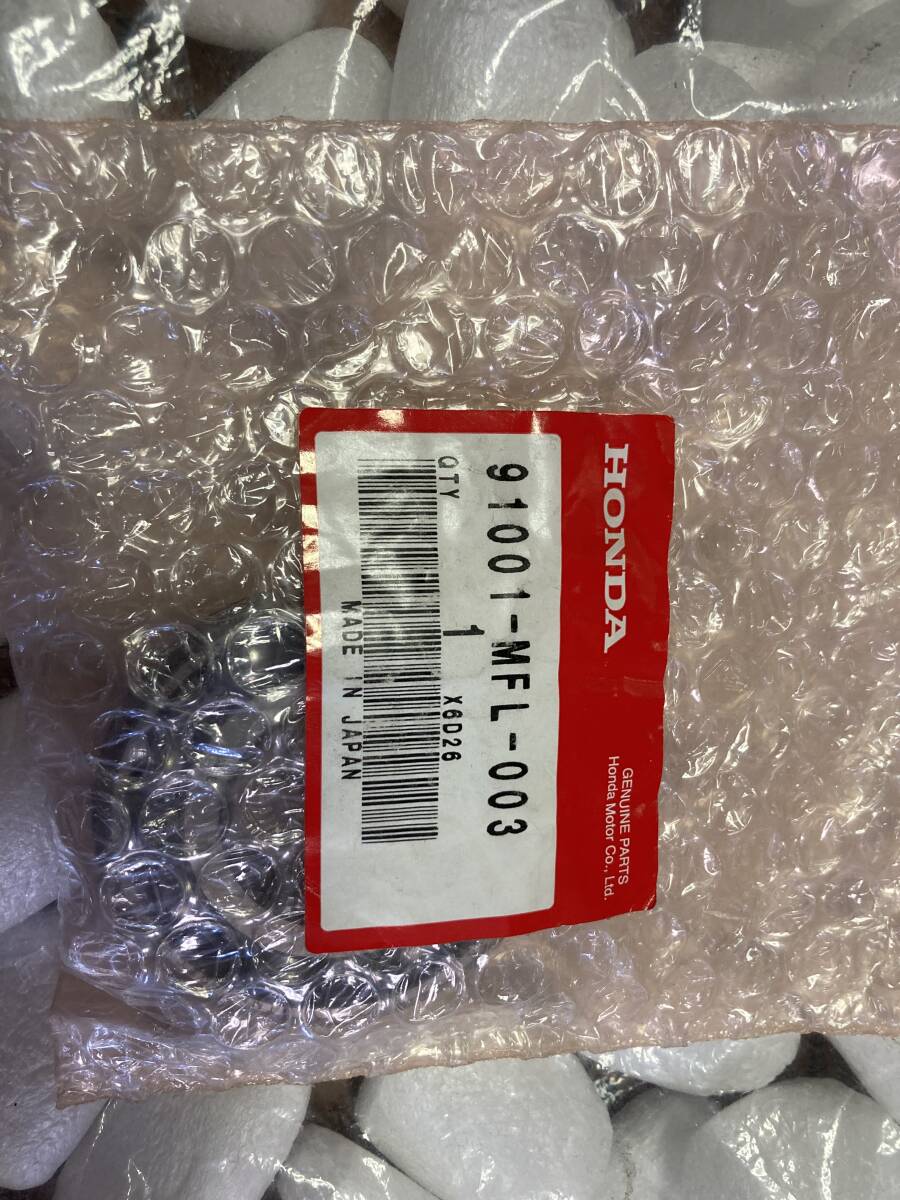 HONDA
GENUINE PARTS
Honda Motor Co., Ltd.
91001-MFL-003
QTY 1 X6D26
MADE IN JAPAN